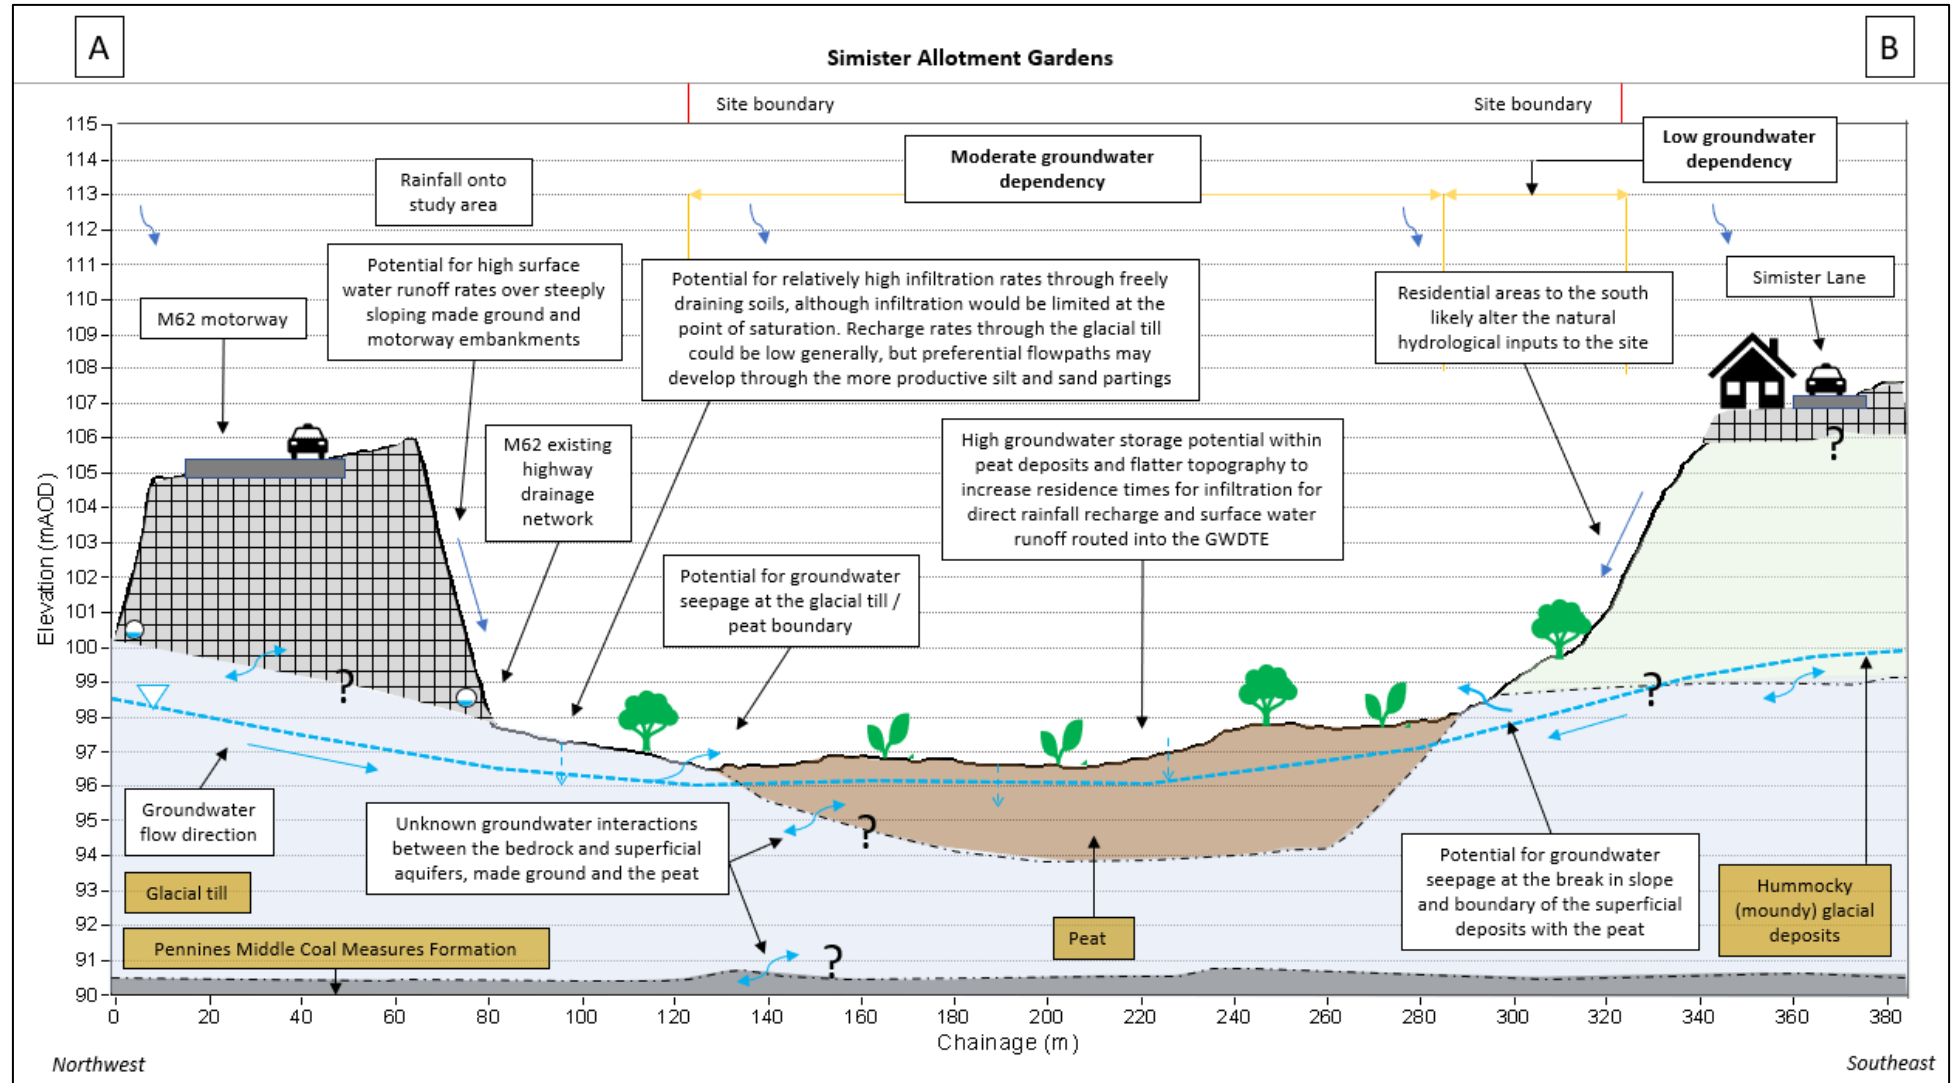 A
Simister Allotment Gardens
B
Site boundary
Site boundary
Moderate groundwater
dependency
Low groundwater
dependency
Rainfall onto
study area
Potential for high surface
water runoff rates over steeply
sloping made ground and
motorway embankments
Potential for relatively high infiltration rates through freely
draining soils, although infiltration would be limited at the
point of saturation. Recharge rates through the glacial till
could be low generally, but preferential flowpaths may
develop through the more productive silt and sand partings
Residential areas to the south
likely alter the natural
hydrological inputs to the site
Simister Lane
M62 motorway
M62 existing
highway
drainage
network
High groundwater storage potential within
peat deposits and flatter topography to
increase residence times for infiltration for
direct rainfall recharge and surface water
runoff routed into the GWDTE
Potential for groundwater
seepage at the glacial till /
peat boundary
?
?
?
?
?
Groundwater
flow direction
Unknown groundwater interactions
between the bedrock and superficial
aquifers, made ground and the peat
Potential for groundwater
seepage at the break in slope
and boundary of the superficial
deposits with the peat
Glacial till
Pennines Middle Coal Measures Formation
Peat
Hummocky
(moundy) glacial
deposits
Elevation (mAOD)
115
114
113
112
111
110
109
108
107
106
105
104
103
102
101
100
99
98
97
96
95
94
93
92
91
90
0 20 40 60 80 100 120 140 160 180 200 220 240 260 280 300 320 340 360 380
Chainage (m)
Northwest
Southeast